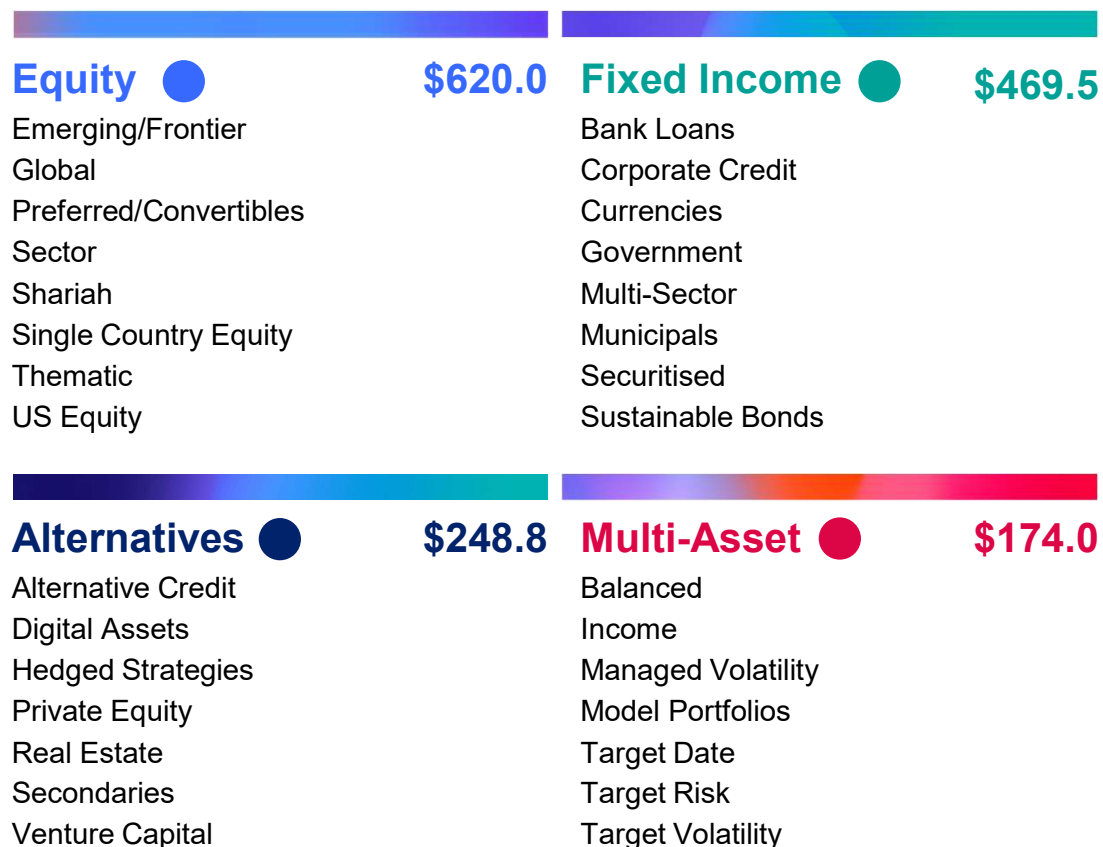 Equity $620.0
Emerging/Frontier
Global
Preferred/Convertibles
Sector
Shariah
Single Country Equity
Thematic
US Equity
Fixed Income $469.5
Bank Loans
Corporate Credit
Currencies
Government
Multi-Sector
Municipals
Securitised
Sustainable Bonds
Alternatives $248.8
Alternative Credit
Digital Assets
Hedged Strategies
Private Equity
Real Estate
Secondaries
Venture Capital
Multi-Asset $174.0
Balanced
Income
Managed Volatility
Model Portfolios
Target Date
Target Risk
Target Volatility